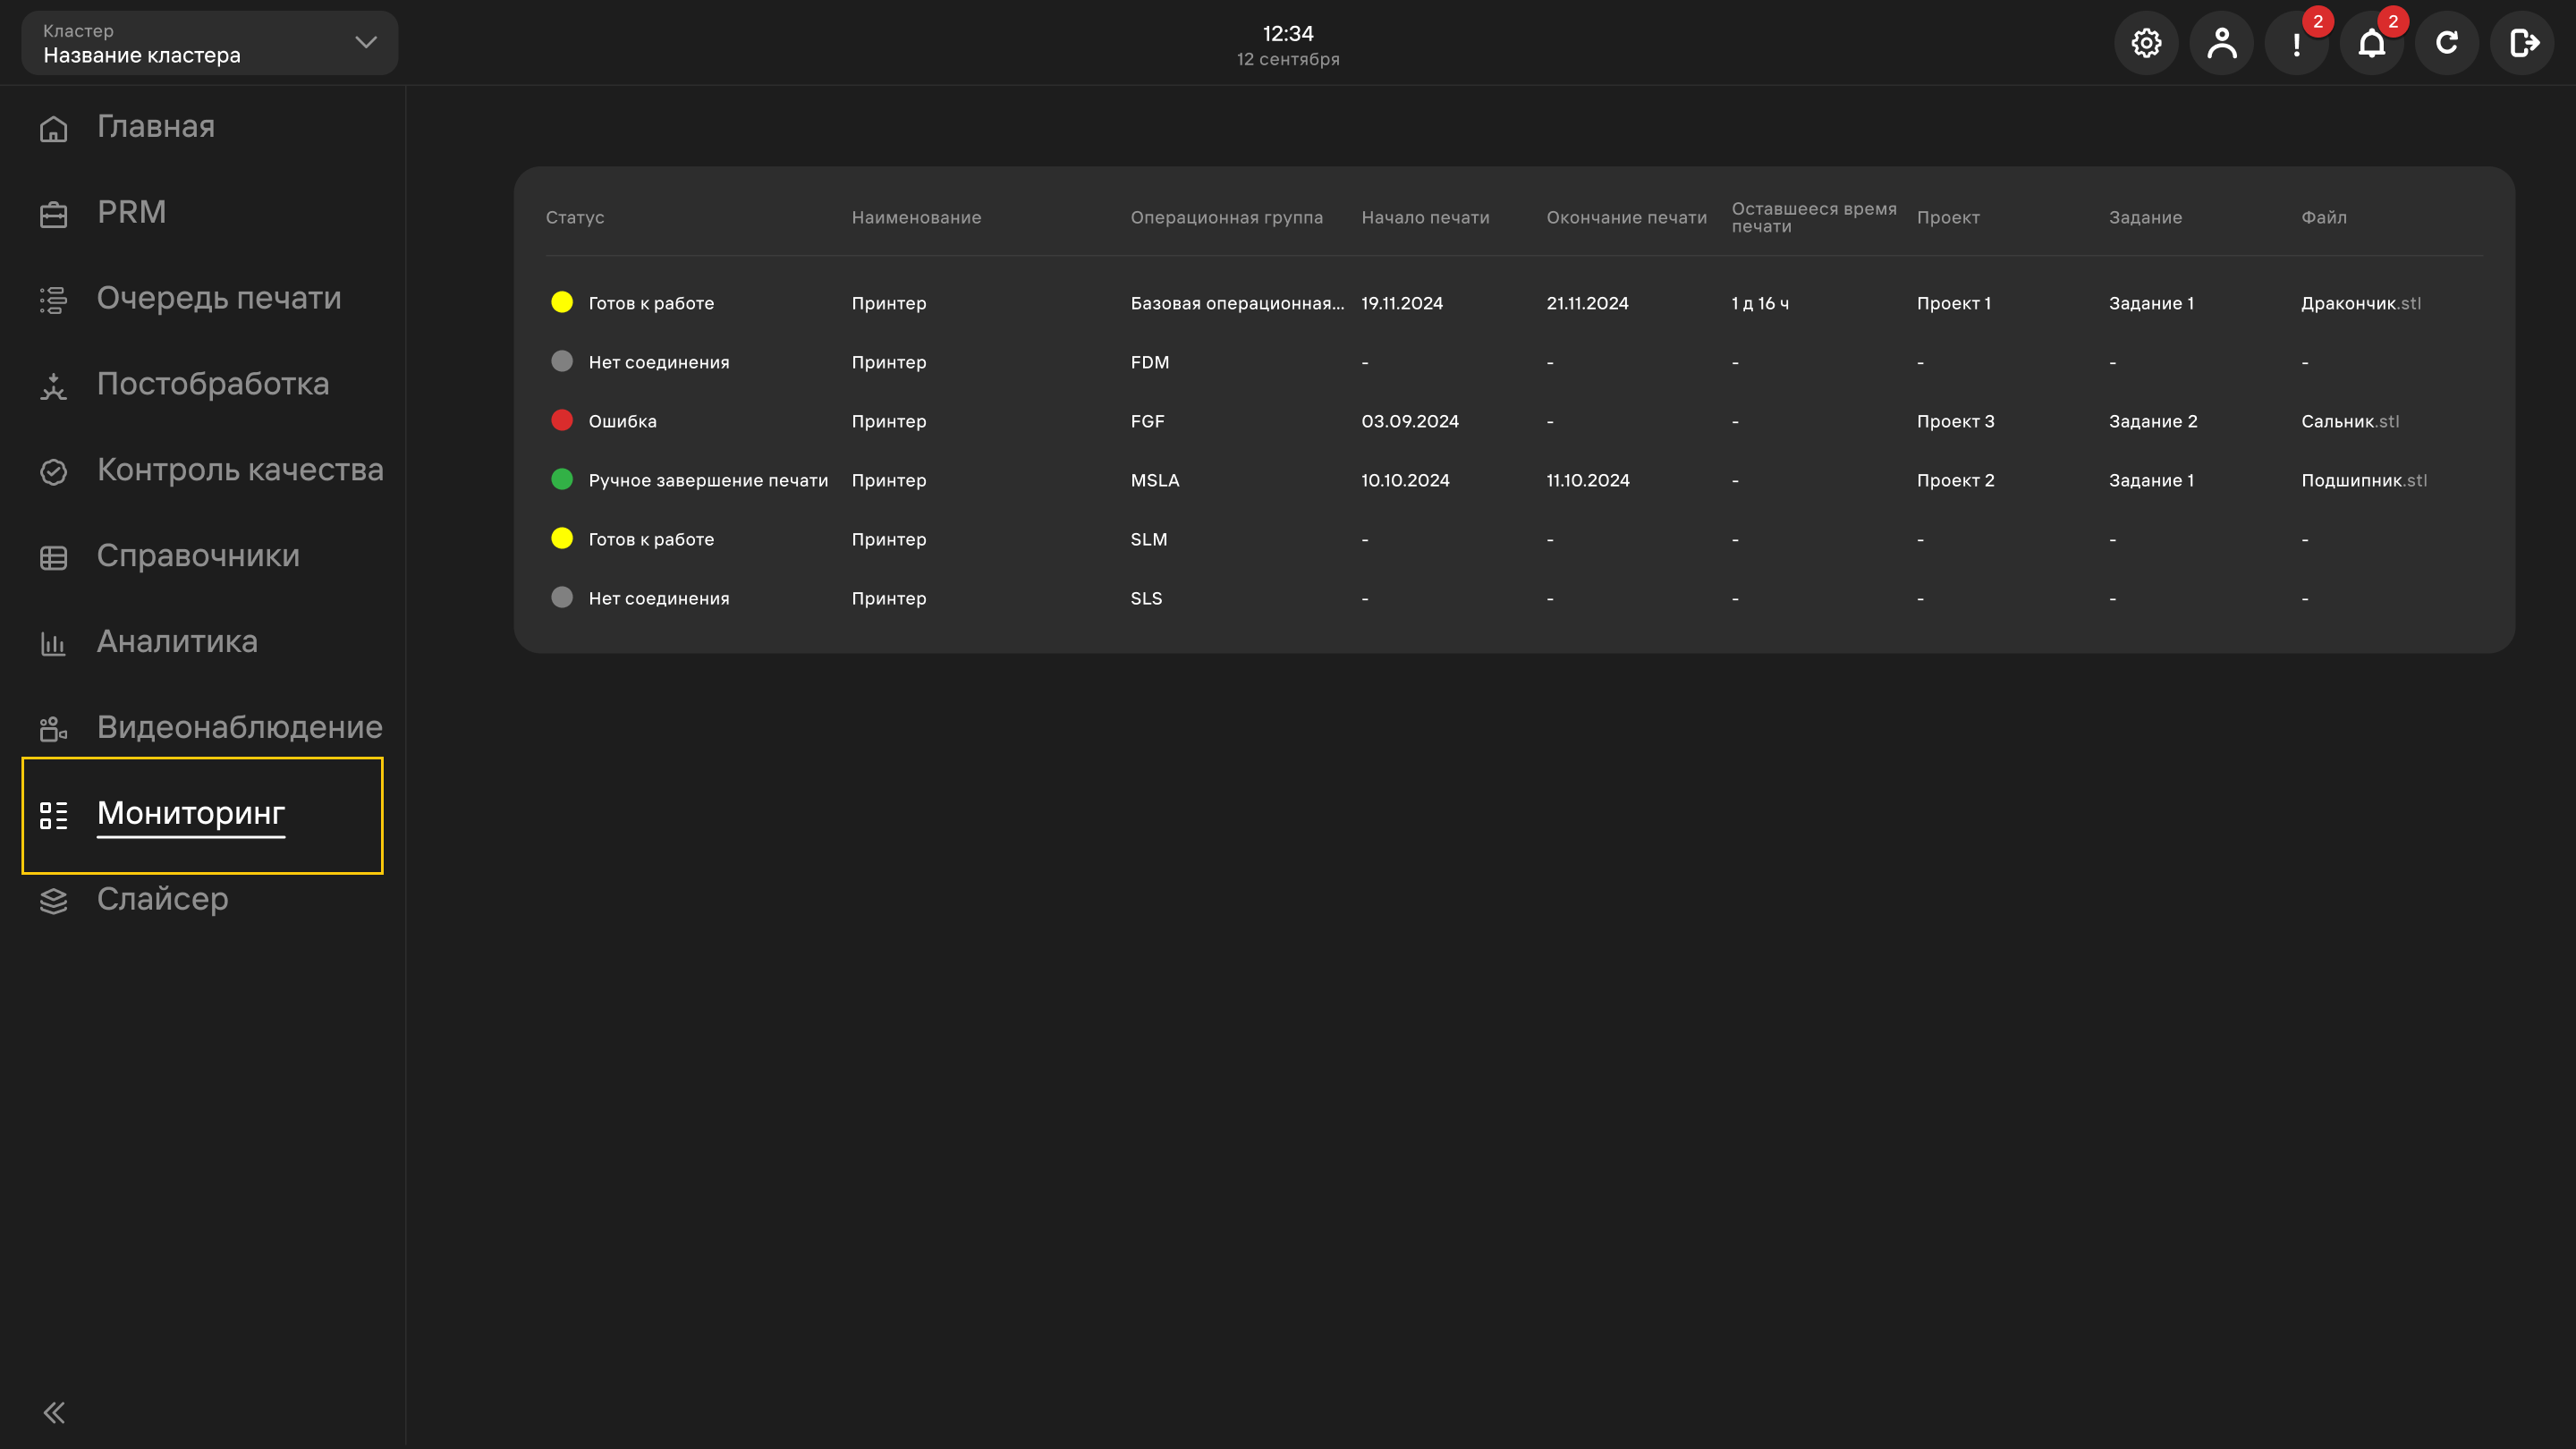 Кластер
Название кластера
12:34
12 сентября
!
2
2
Главная
PRM
Очередь печати
Постобработка
Контроль качества
Справочники
Аналитика
Видеонаблюдение
Мониторинг
Слайсер
Статус Наименование Операционная группа Начало печати Окончание печати Оставшееся время печати Проект Задание Файл
Готов к работе Принтер Базовая операционная... 19.11.2024 21.11.2024 1 д 16 ч Проект 1 Задание 1 Дракончик.stl
Нет соединения Принтер FDM - - - - - -
Ошибка Принтер FGF 03.09.2024 - - Проект 3 Задание 2 Сальник.stl
Ручное завершение печати Принтер MSLA 10.10.2024 11.10.2024 - Проект 2 Задание 1 Подшипник.stl
Готов к работе Принтер SLM - - - - - -
Нет соединения Принтер SLS - - - - - -